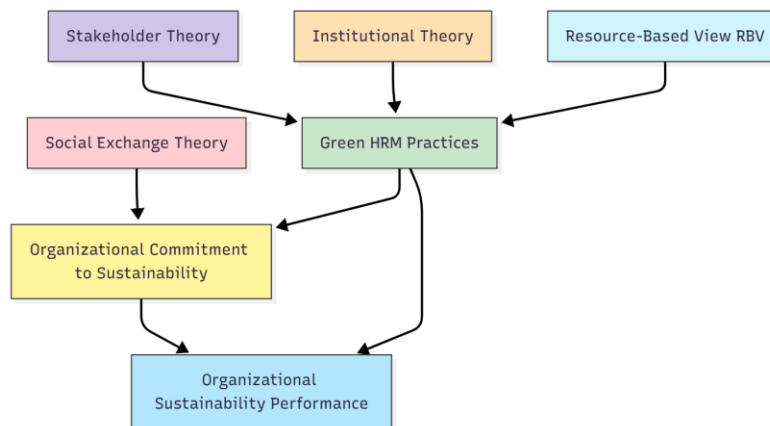 Stakeholder Theory
Institutional Theory
Resource-Based View RBV
Social Exchange Theory
Green HRM Practices
Organizational Commitment
to Sustainability
Organizational
Sustainability Performance